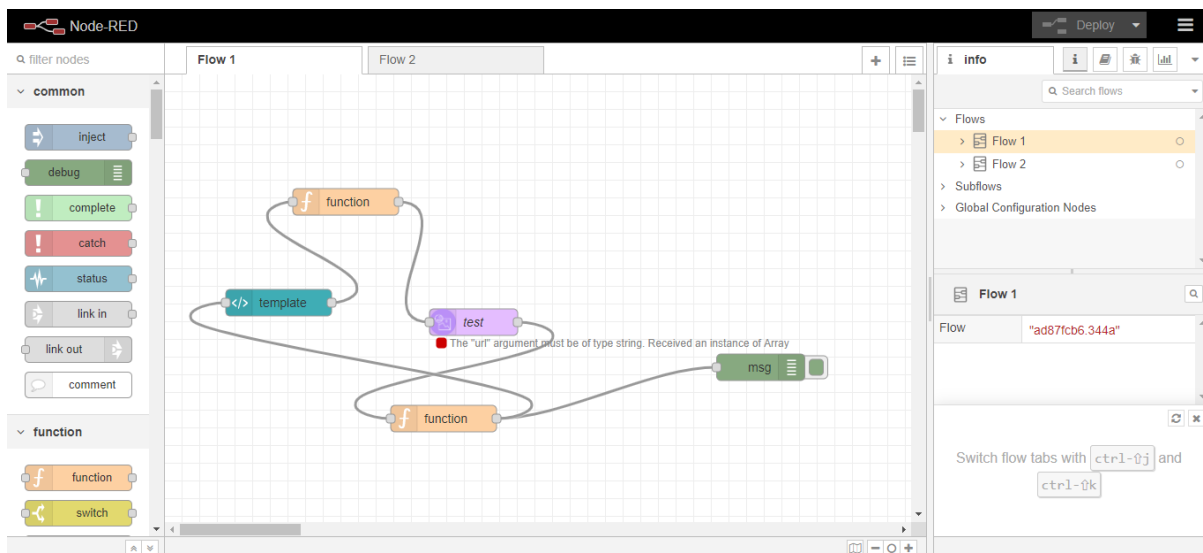 Node-RED
Deploy
filter nodes
Flow 1
Flow 2
i info
i
Search flows
common
Flows
Flow 1
Flow 2
Subflows
Global Configuration Nodes
inject
debug
complete
catch
status
link in
link out
comment
function
template
test
The "url" argument must be of type string. Received an instance of Array
msg
function
Flow 1
Flow
"ad87fcb6.344a"
function
function
switch
Switch flow tabs with ctrl-⇧j and
ctrl-⇧k